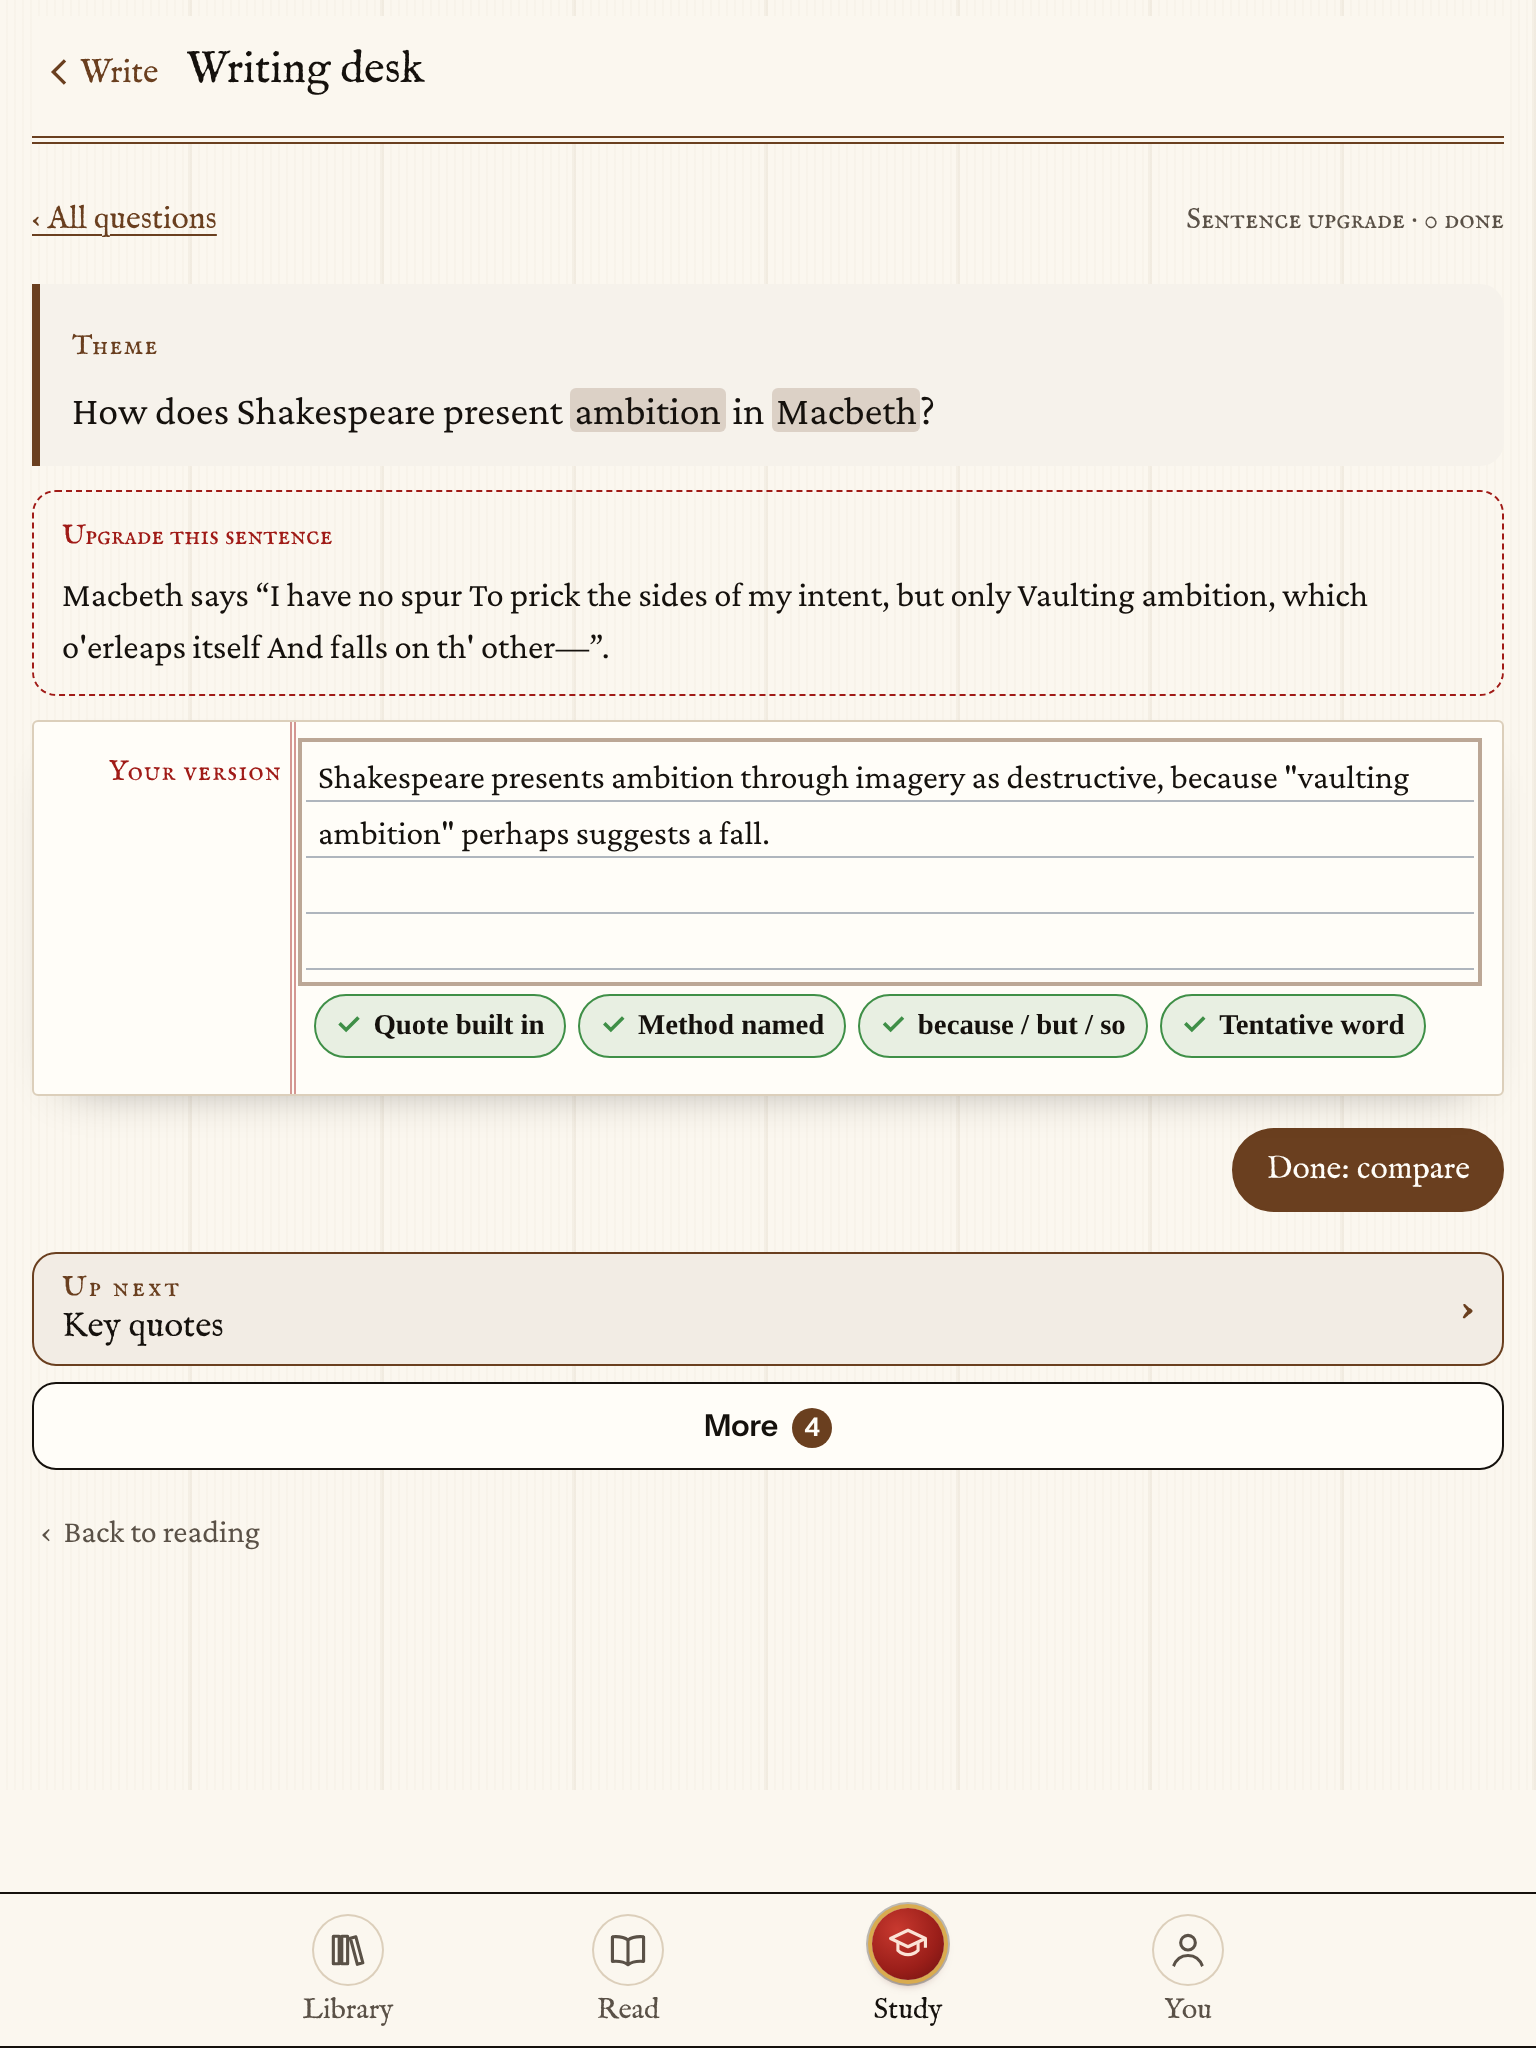 Write Writing desk
‹ All questions
Sentence upgrade · 0 done
Theme
How does Shakespeare present ambition in Macbeth?
Upgrade this sentence
Macbeth says “I have no spur To prick the sides of my intent, but only Vaulting ambition, which
o'erleaps itself And falls on th' other—”.
Your version
Shakespeare presents ambition through imagery as destructive, because "vaulting
ambition" perhaps suggests a fall.
Quote built in
Method named
because / but / so
Tentative word
Done: compare
Up next
Key quotes
More 4
‹ Back to reading
Library
Read
Study
You